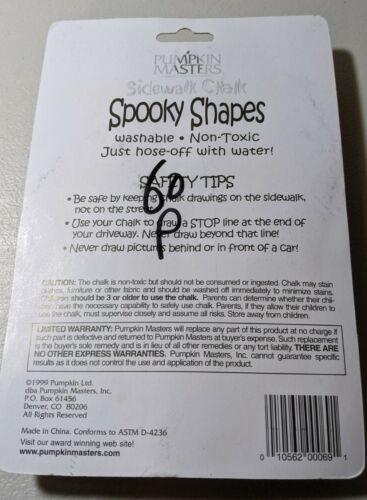 PUMPKIN
MASTERS
Sidewalk Chalk
Spooky Shapes
washable • Non-Toxic
Just hose-off with water!
60
P
SAFETY TIPS
• Be safe by keeping chalk drawings on the sidewalk,
not on the street
• Use your chalk to draw a STOP line at the end of
your driveway. Never draw beyond that line!
• Never draw pictures behind or in front of a car!
CAUTION: The chalk is non-toxic but should not be consumed or ingested. Chalk may stain
clothes, furniture or other fabric and should be washed off immediately to minimize stains.
Children should be 3 or older to use the chalk. Parents can determine whether their chil-
dren have the necessary capability to safely use chalk. Parents, if they allow their children to
use the chalk, must supervise closely and assume all risks. Store away from children.
LIMITED WARRANTY: Pumpkin Masters will replace any part of this product at no charge if
such part is defective and returned to Pumpkin Masters at buyer's expense. Such replacement
is the buyer's sole remedy and is in lieu of all other remedies or any tort liability. THERE ARE
NO OTHER EXPRESS WARRANTIES. Pumpkin Masters, Inc. cannot guarantee specific
results as it does not control the use and application of the product.
©1999 Pumpkin Ltd.
dba Pumpkin Masters, Inc.
P.O. Box 61456
Denver, CO 80206
All Rights Reserved
Made in China. Conforms to ASTM D-4236
Visit our award winning web site!
www.pumpkinmasters.com
0 10562 00069 1